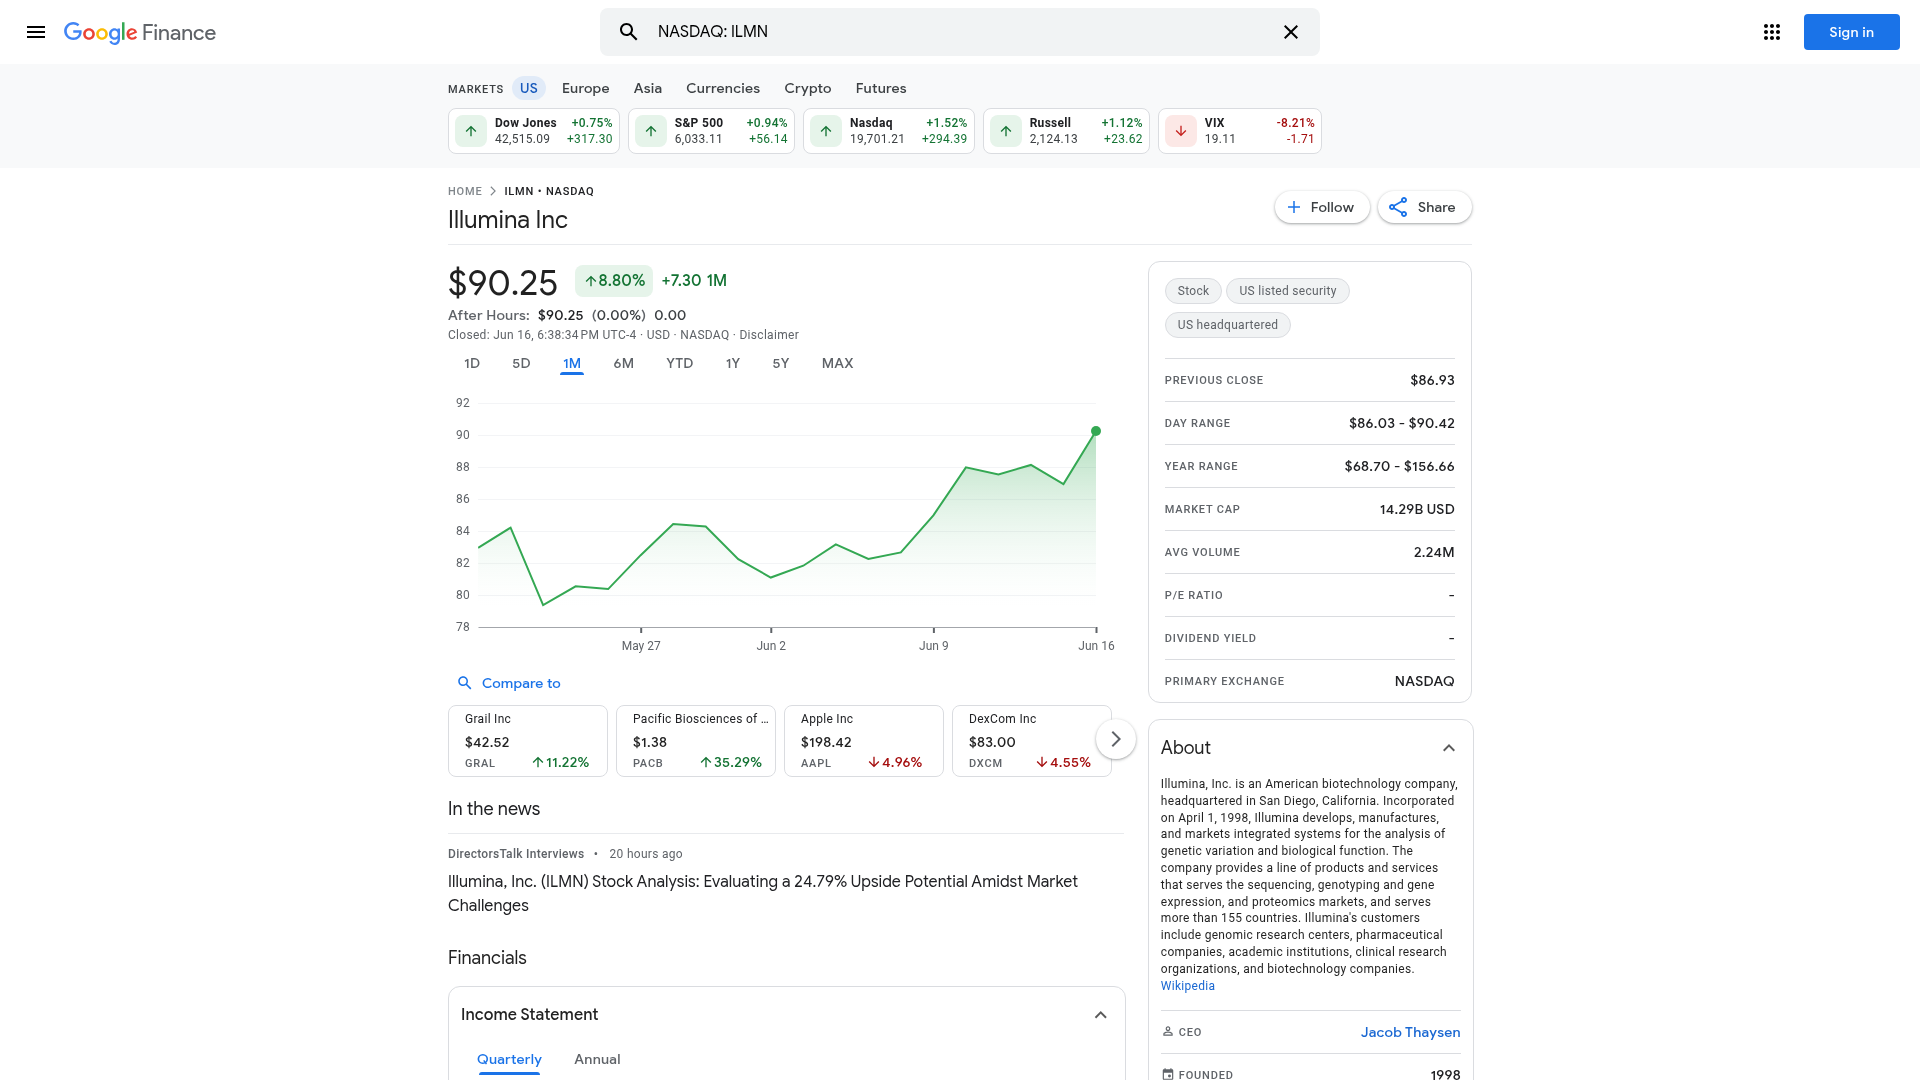 Google Finance
NASDAQ: ILMN
Sign in
MARKETS US Europe Asia Currencies Crypto Futures
Dow Jones +0.75%
42,515.09 +317.30
S&P 500 +0.94%
6,033.11 +56.14
Nasdaq +1.52%
19,701.21 +294.39
Russell +1.12%
2,124.13 +23.62
VIX -8.21%
19.11 -1.71
HOME ILMN • NASDAQ
Illumina Inc
Follow
Share
$90.25 8.80% +7.30 1M
After Hours: $90.25 (0.00%) 0.00
Closed: Jun 16, 6:38:34 PM UTC-4 · USD · NASDAQ · Disclaimer
1D 5D 1M 6M YTD 1Y 5Y MAX
92
90
88
86
84
82
80
78
May 27 Jun 2 Jun 9 Jun 16
Compare to
Grail Inc
$42.52
GRAL 11.22%
Pacific Biosciences of ...
$1.38
PACB 35.29%
Apple Inc
$198.42
AAPL 4.96%
DexCom Inc
$83.00
DXCM 4.55%
In the news
DirectorsTalk Interviews • 20 hours ago
Illumina, Inc. (ILMN) Stock Analysis: Evaluating a 24.79% Upside Potential Amidst Market
Challenges
Financials
Income Statement
Quarterly Annual
Stock US listed security
US headquartered
PREVIOUS CLOSE $86.93
DAY RANGE $86.03 - $90.42
YEAR RANGE $68.70 - $156.66
MARKET CAP 14.29B USD
AVG VOLUME 2.24M
P/E RATIO -
DIVIDEND YIELD -
PRIMARY EXCHANGE NASDAQ
About
Illumina, Inc. is an American biotechnology company,
headquartered in San Diego, California. Incorporated
on April 1, 1998, Illumina develops, manufactures,
and markets integrated systems for the analysis of
genetic variation and biological function. The
company provides a line of products and services
that serves the sequencing, genotyping and gene
expression, and proteomics markets, and serves
more than 155 countries. Illumina's customers
include genomic research centers, pharmaceutical
companies, academic institutions, clinical research
organizations, and biotechnology companies.
Wikipedia
CEO Jacob Thaysen
FOUNDED 1998